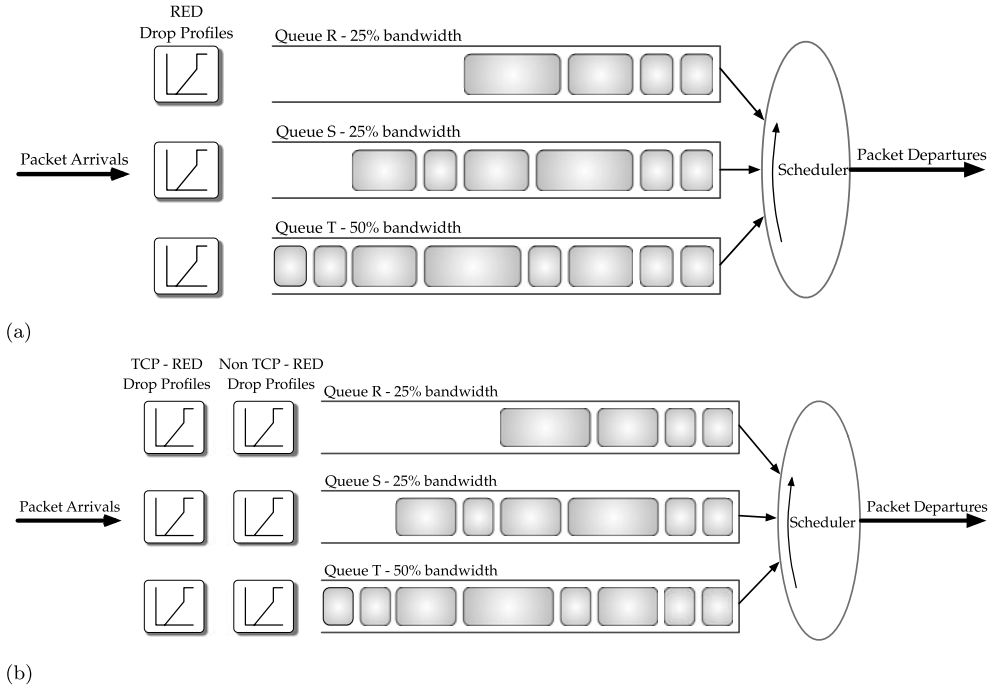 RED
Drop Profiles
Queue R - 25% bandwidth
Queue S - 25% bandwidth
Packet Arrivals
Packet Departures
Scheduler
Queue T - 50% bandwidth
(a)
TCP - RED
Drop Profiles
Non TCP - RED
Drop Profiles
Queue R - 25% bandwidth
Queue S - 25% bandwidth
Packet Arrivals
Packet Departures
Scheduler
Queue T - 50% bandwidth
(b)